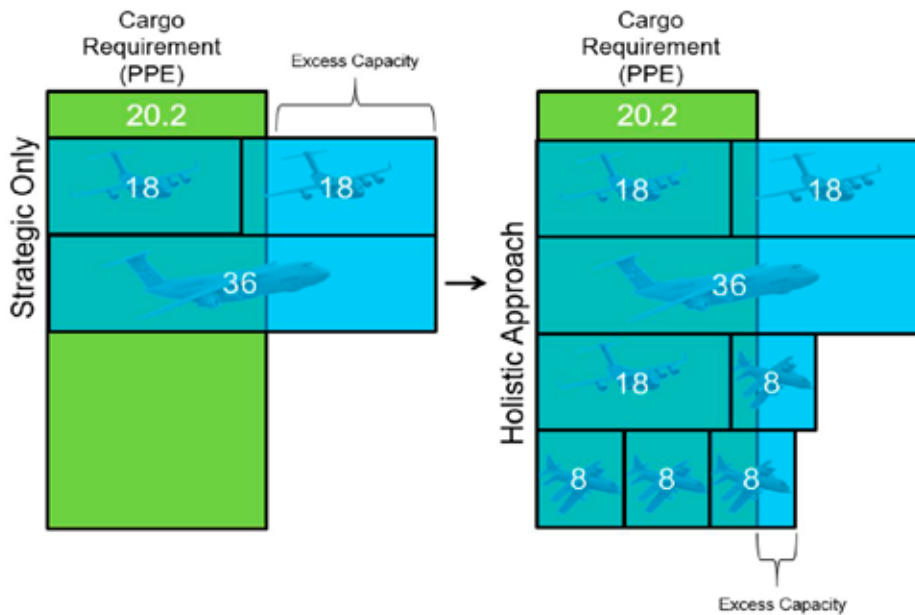 Cargo
Requirement
(PPE)
Excess Capacity
20.2
Strategic Only
18 18
36
Cargo
Requirement
(PPE)
20.2
Holistic Approach
18 18
36
18 8
8 8 8
Excess Capacity